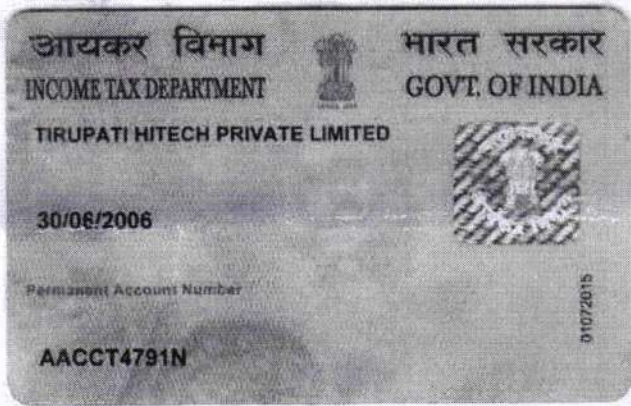 आयकर विभाग
INCOME TAX DEPARTMENT
भारत सरकार
GOVT. OF INDIA
TIRUPATI HITECH PRIVATE LIMITED
30/06/2006
Permanent Account Number
AACCT4791N
01072015